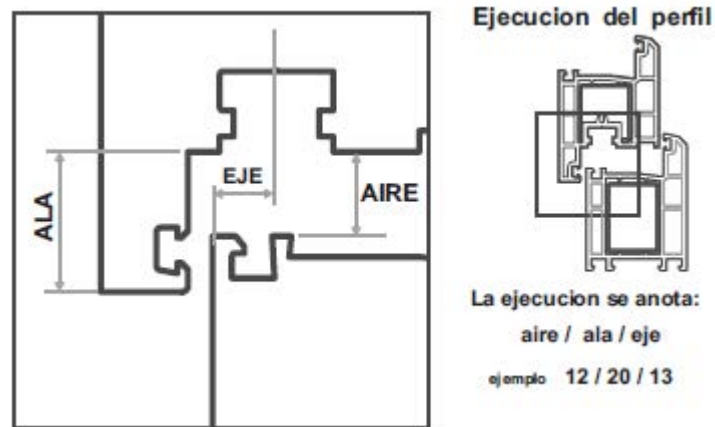 Ejecucion del perfil
ALA
EJE
AIRE
La ejecucion se anota:
aire / ala / eje
ejemplo 12 / 20 / 13